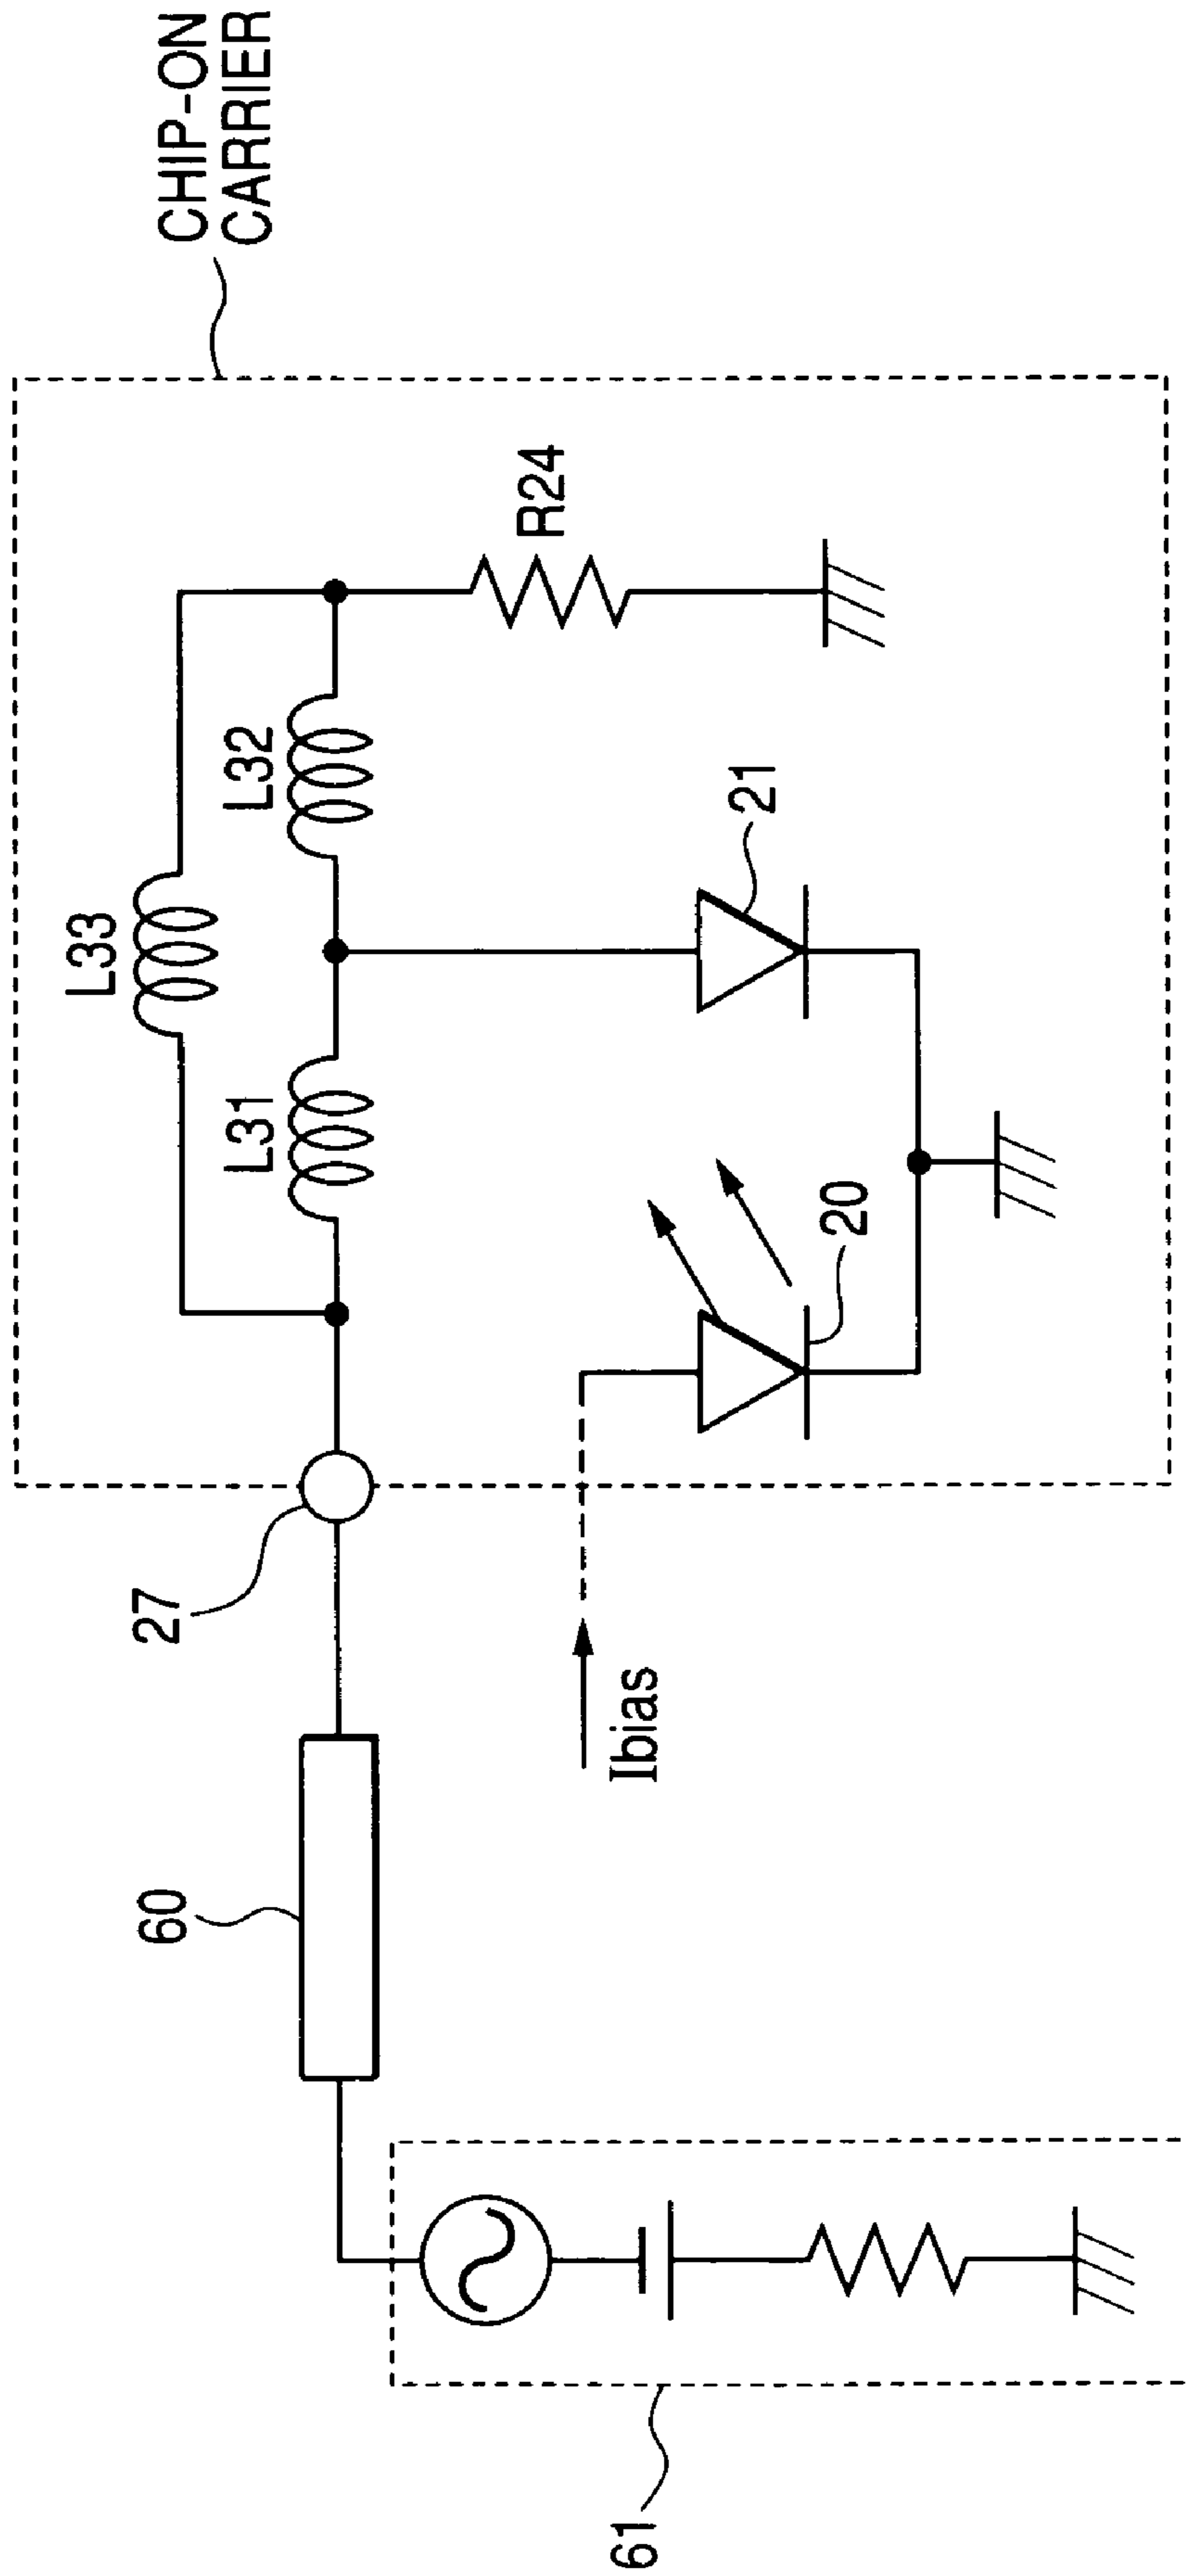 CHIP-ON
CARRIER
L33
L31
L32
R24
27
60
21
20
Ibias
61